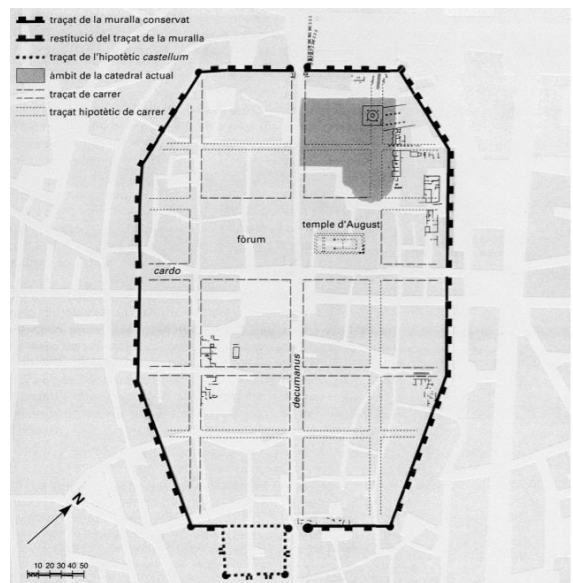 traçat de la muralla conservat
restitució del traçat de la muralla
traçat de l'hipotètic castellum
àmbit de la catedral actual
traçat de carrer
traçat hipotètic de carrer
temple d'August
fòrum
cardo
decumanus
N
10 20 30 40 50